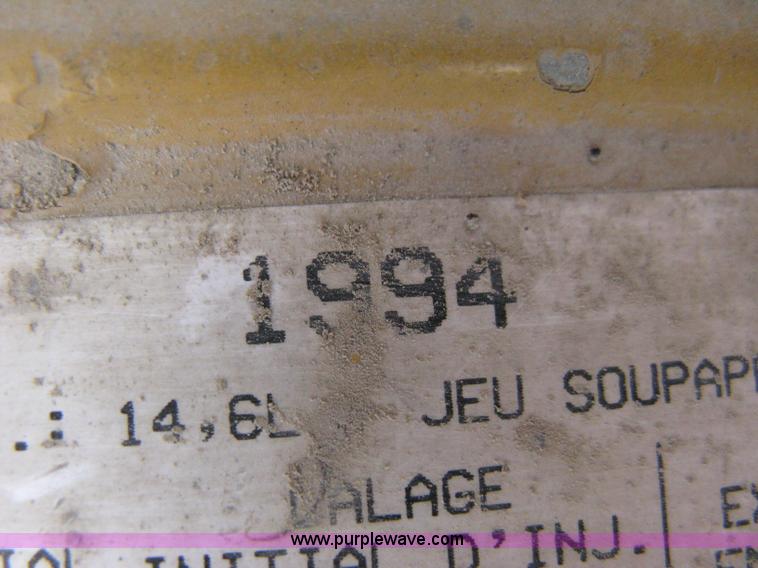 1994
.: 14,6L JEU SOUPAP
CALAGE
INITIAL D'INJ.
www.purplewave.com